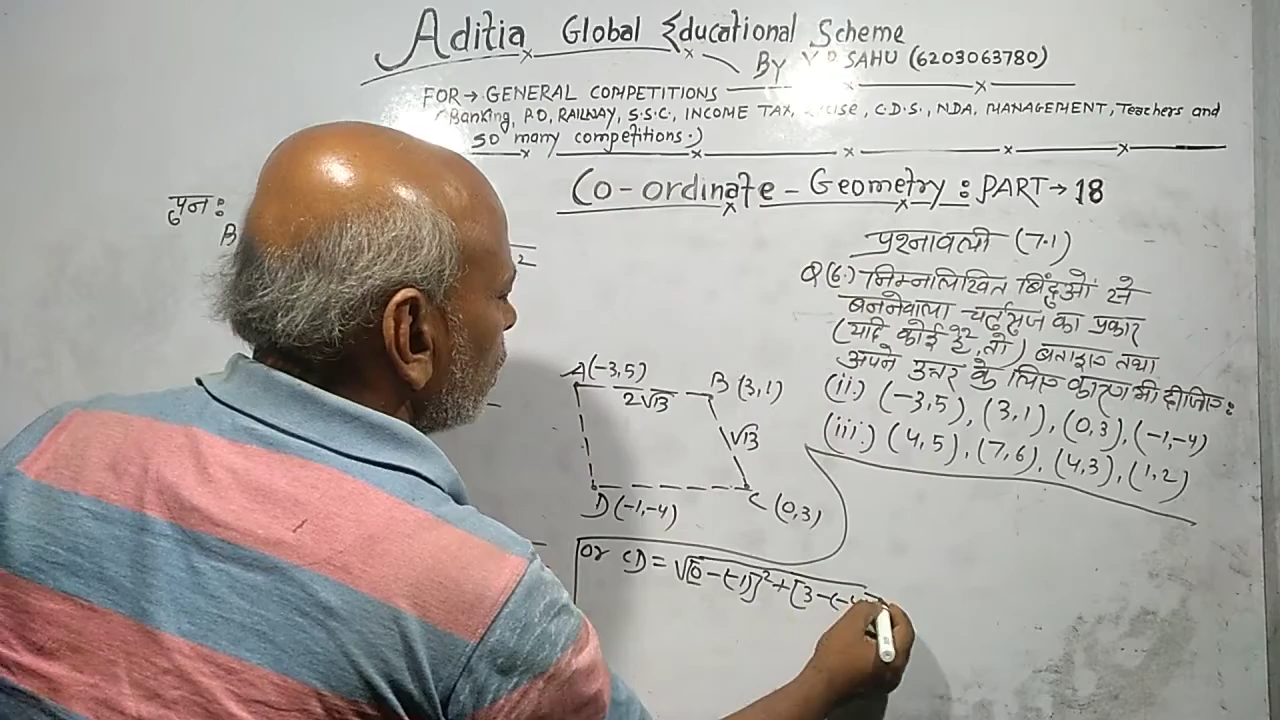 Aditia Global Educational Scheme
BY SAHU (6203063780)
FOR→ GENERAL COMPETITIONS
(Banking, P.O, RAILWAY, S.S.C, INCOME TAX, C.D.S., NDA, MANAGEMENT, Teachers and
SO many competitions.)
Co-ordinate-Geometry: PART→ 18
पुनः
B
2
प्रश्नावली (7.1)
Q(6.) निम्नलिखित बिंदुओं से
बननेवाला चर्तुभुज का प्रकार
(यदि कोई है, तो) बताइए तथा
अपने उत्तर के लिए कारण भी दीजिए:
(ii.) (-3,5), (3,1), (0,3), (-1,-4)
(iii.) (4,5), (7,6), (4,3), (1,2)
A(-3,5)
B (3,1)
2√13
√13
D(-1,-4)
C (0,3)
or CD = √[0-(-1)]²+[3-(-4)]